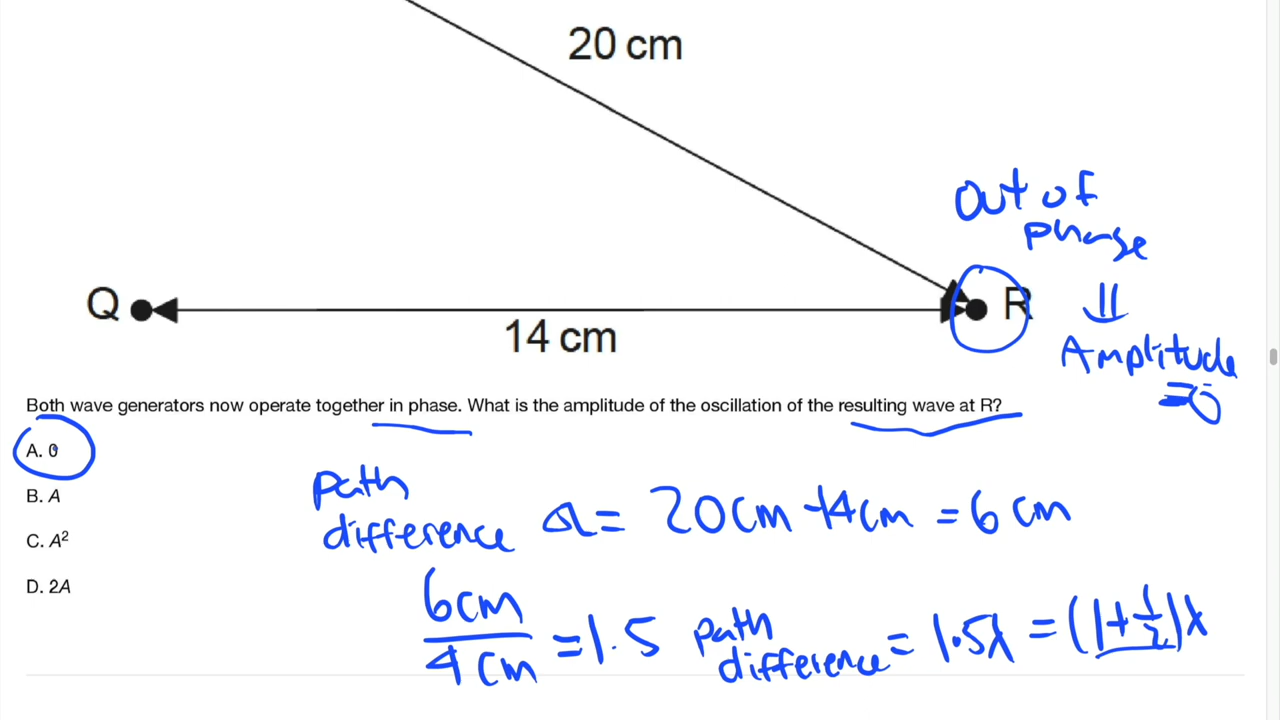 20 cm
out of
phase
Q
R
14 cm
Amplitude
= 0
Both wave generators now operate together in phase. What is the amplitude of the oscillation of the resulting wave at R?
A. 0
B. A
C. A²
D. 2A
path
difference = 20cm - 14cm = 6 cm
6cm
4 cm
= 1.5
path
difference = 1.5λ = (1 + 1/2)λ